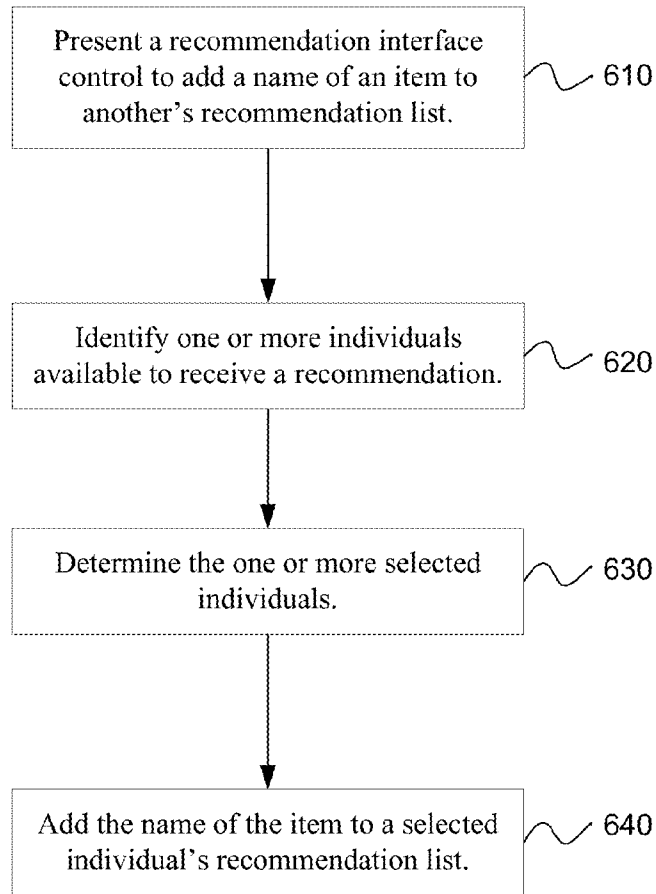 Present a recommendation interface
control to add a name of an item to
another's recommendation list.
610
Identify one or more individuals
available to receive a recommendation.
620
Determine the one or more selected
individuals.
630
Add the name of the item to a selected
individual's recommendation list.
640